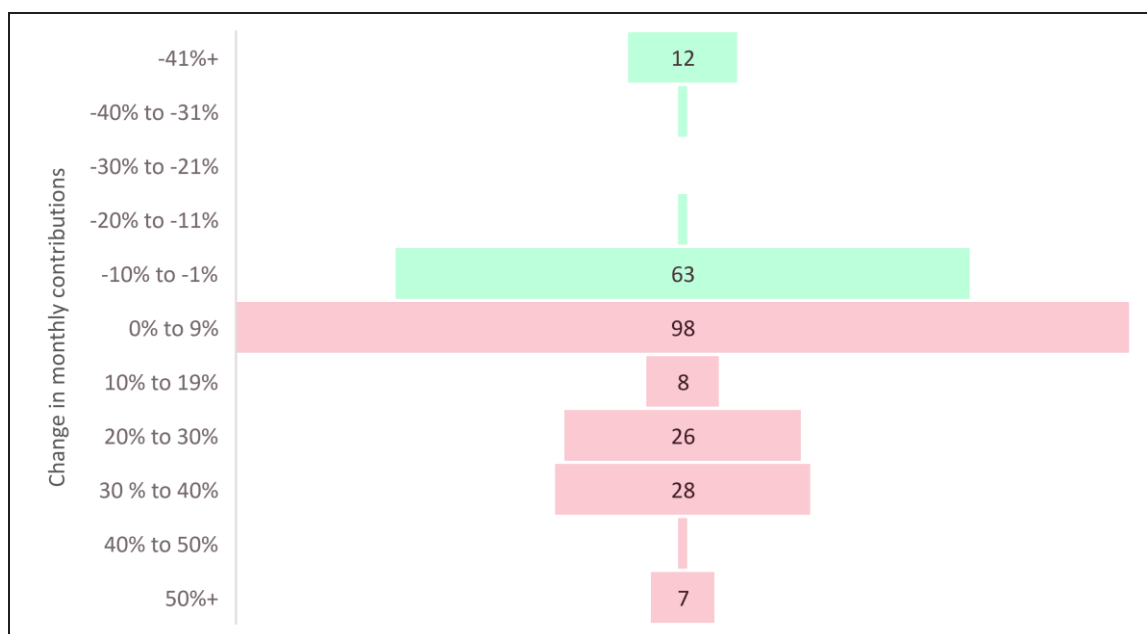 Change in monthly contributions
-41%+
12
-40% to -31%
-30% to -21%
-20% to -11%
-10% to -1%
63
0% to 9%
98
10% to 19%
8
20% to 30%
26
30 % to 40%
28
40% to 50%
50%+
7